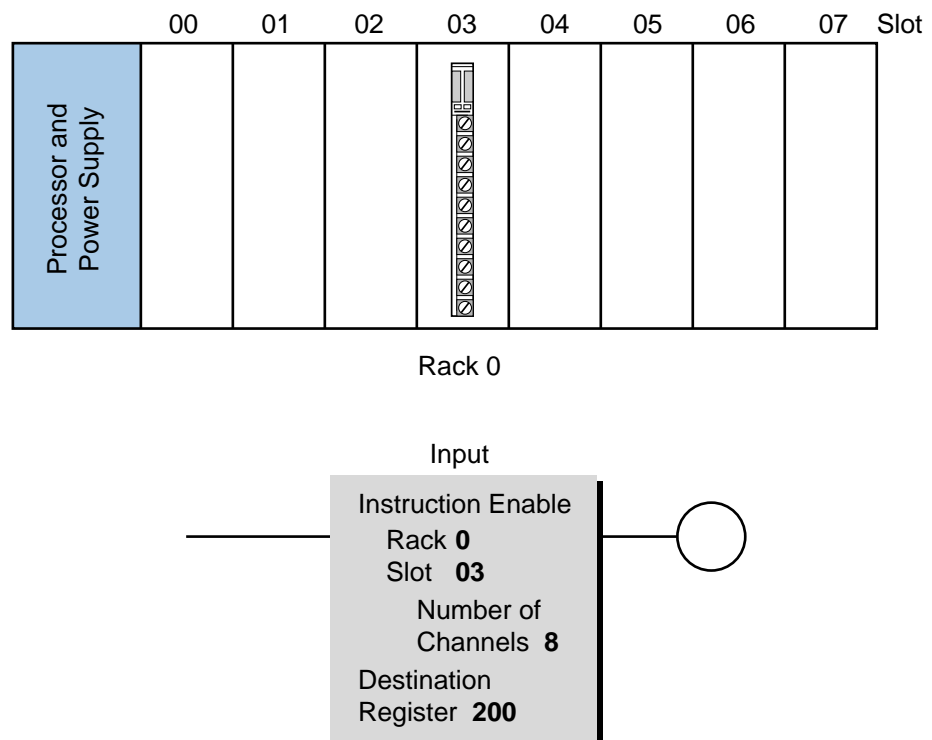 00 01 02 03 04 05 06 07 Slot
Processor and
Power Supply
Rack 0
Input
Instruction Enable
Rack 0
Slot 03
Number of
Channels 8
Destination
Register 200